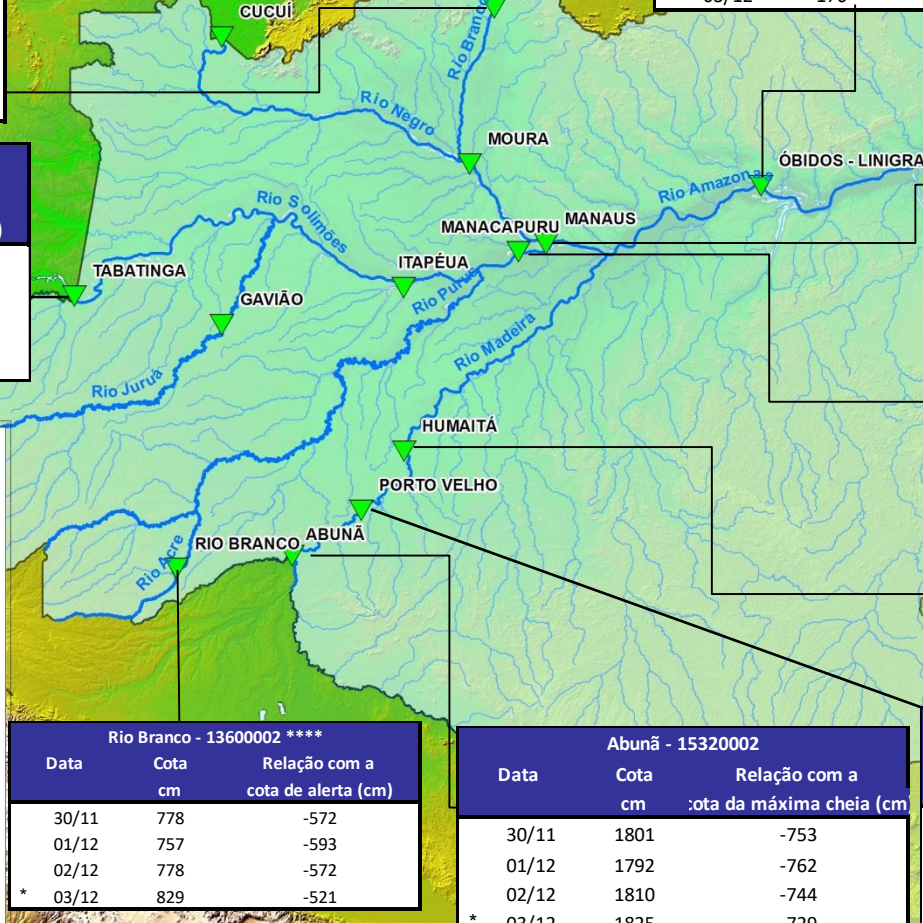 CUCUÍ
Rio Branco
Rio Negro
MOURA
ÓBIDOS - LINIGRA
Rio Amazonas
Rio Solimões
MANACAPURU
MANAUS
TABATINGA
ITAPÉUA
GAVIÃO
Rio Purus
Rio Madeira
Rio Juruá
HUMAITÁ
PORTO VELHO
RIO BRANCO
ABUNÃ
Rio Acre
Rio Branco - 13600002 ****
Data Cota Relação com a
cm cota de alerta (cm)
30/11 778 -572
01/12 757 -593
02/12 778 -572
* 03/12 829 -521
Abunã - 15320002
Data Cota Relação com a
cm cota da máxima cheia (cm)
30/11 1801 -753
01/12 1792 -762
02/12 1810 -744
* 03/12 1825 -729